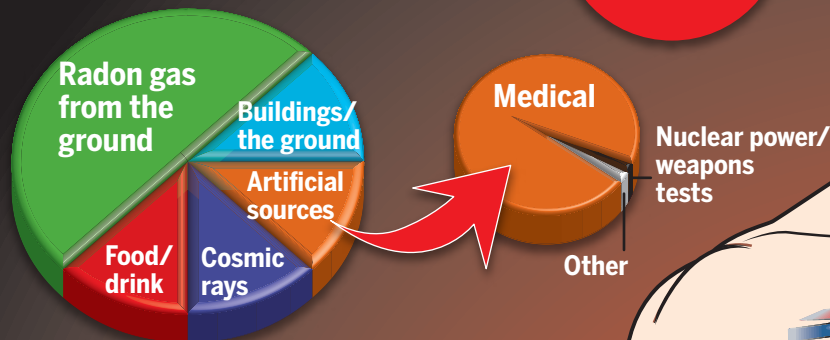 Radon gas
from the
ground
Buildings/
the ground
Artificial
sources
Food/
drink
Cosmic
rays
Medical
Nuclear power/
weapons
tests
Other